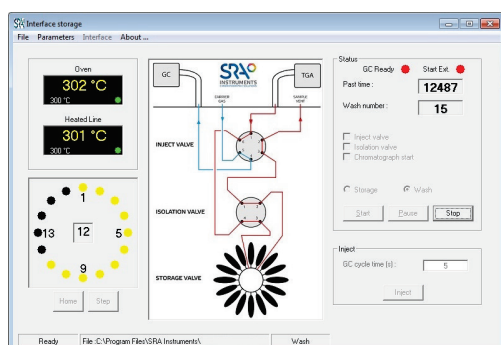 SRA Interface storage
File Parameters Interface About ...
Oven
302 °C
300 °C
Heated Line
301 °C
300 °C
1
5
9
13
12
Home Step
GC
SRA
INSTRUMENTS
TGA
CARRIER
GAS
SAMPLE
VENT
INJECT VALVE
ISOLATION VALVE
STORAGE VALVE
Status
GC Ready Start Ext.
Past time : 12487
Wash number : 15
Inject valve
Isolation valve
Chromatograph start
Storage Wash
Start Pause Stop
Inject
GC cycle time (s) : 5
Inject
Ready File :C:\Program Files\SRA Instruments\ Wash